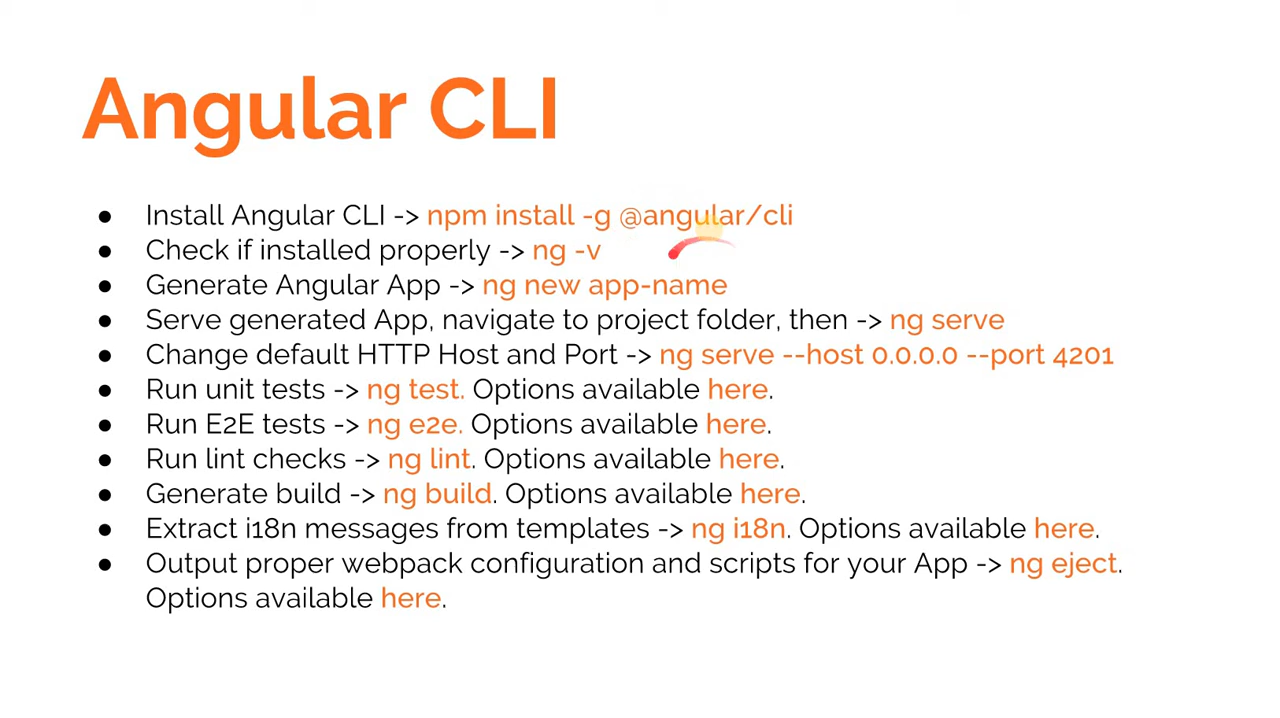 Angular CLI
● Install Angular CLI -> npm install -g @angular/cli
● Check if installed properly -> ng -v
● Generate Angular App -> ng new app-name
● Serve generated App, navigate to project folder, then -> ng serve
● Change default HTTP Host and Port -> ng serve --host 0.0.0.0 --port 4201
● Run unit tests -> ng test. Options available here.
● Run E2E tests -> ng e2e. Options available here.
● Run lint checks -> ng lint. Options available here.
● Generate build -> ng build. Options available here.
● Extract i18n messages from templates -> ng i18n. Options available here.
● Output proper webpack configuration and scripts for your App -> ng eject.
Options available here.